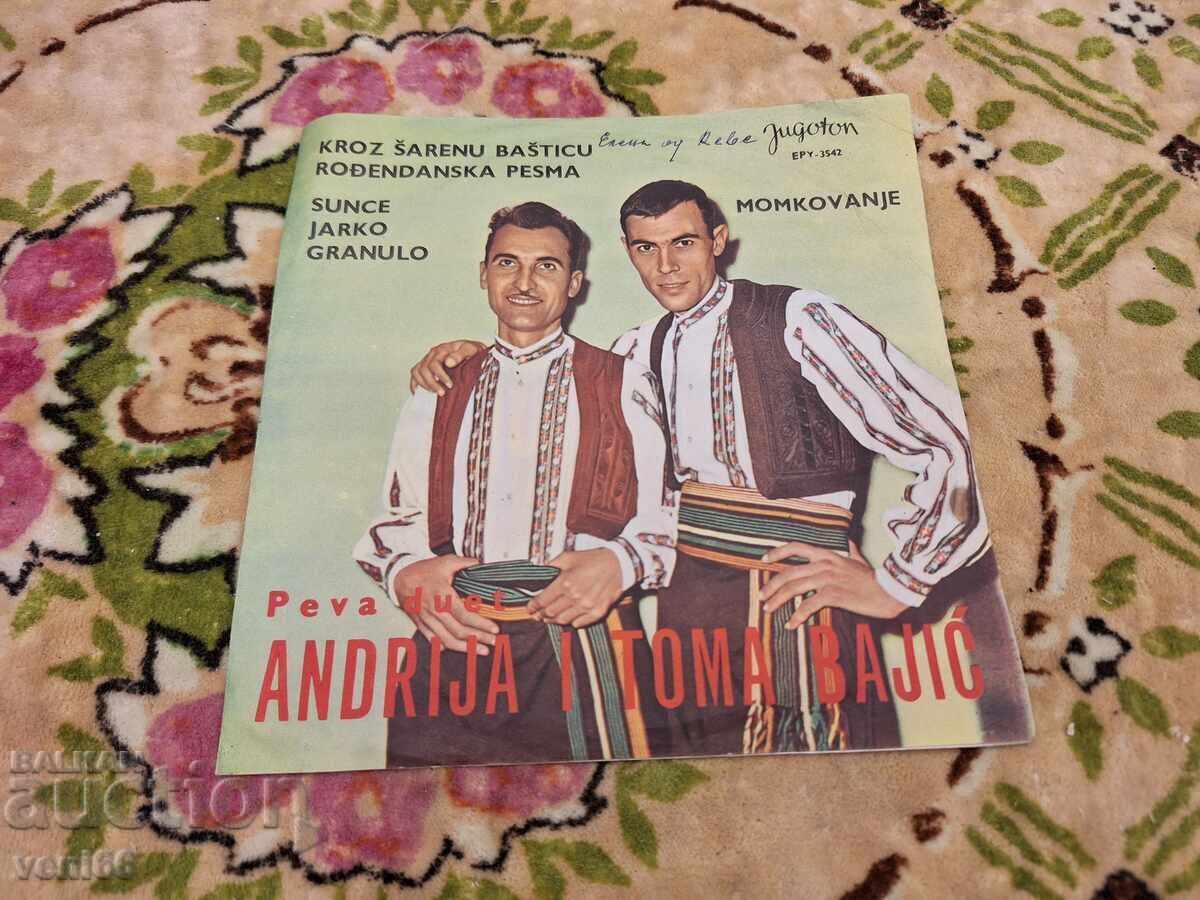 KROZ ŠARENU BAŠTICU
ROĐENDANSKA PESMA
Jugoton
EPY-3542
SUNCE
JARKO
GRANULO
MOMKOVANJE
Peva duet
ANDRIJA I TOMA BAJIĆ
BALKAN
auction
veni66